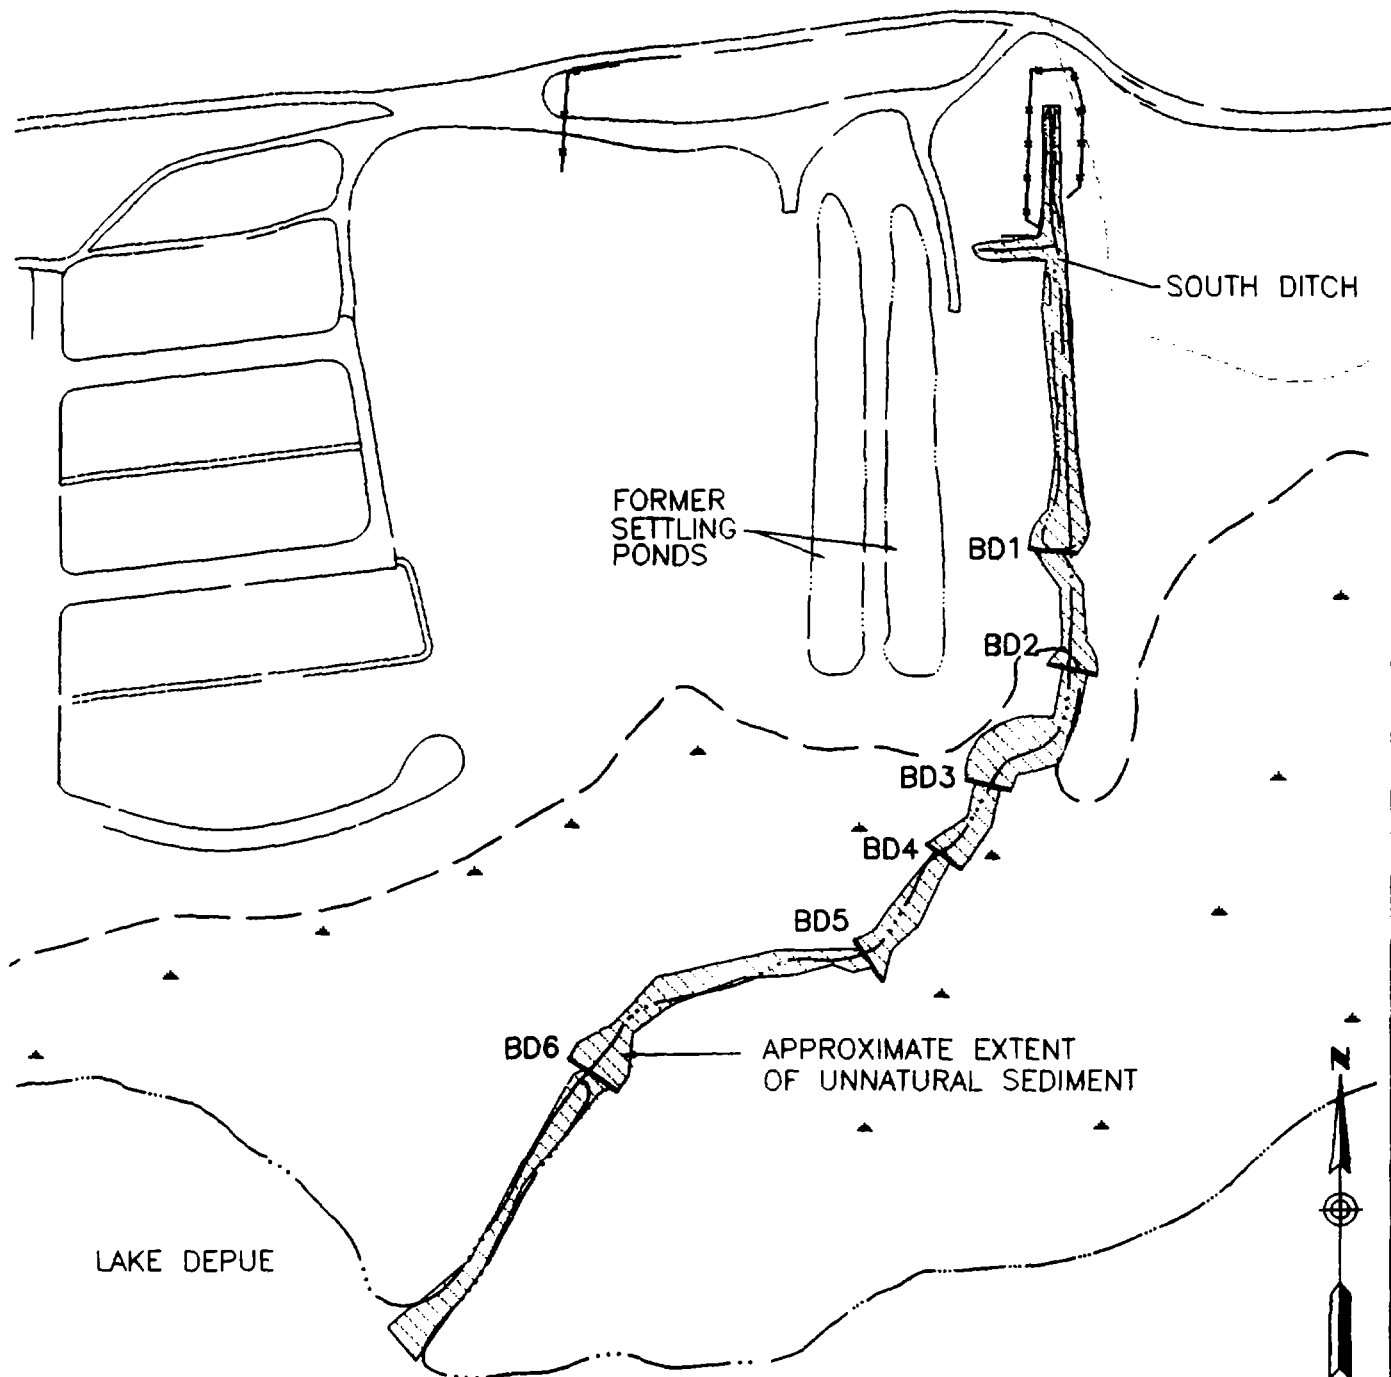 SOUTH DITCH
FORMER
SETTLING
PONDS
BD1
BD2
BD3
BD4
BD5
BD6
APPROXIMATE EXTENT
OF UNNATURAL SEDIMENT
N
LAKE DEPUE